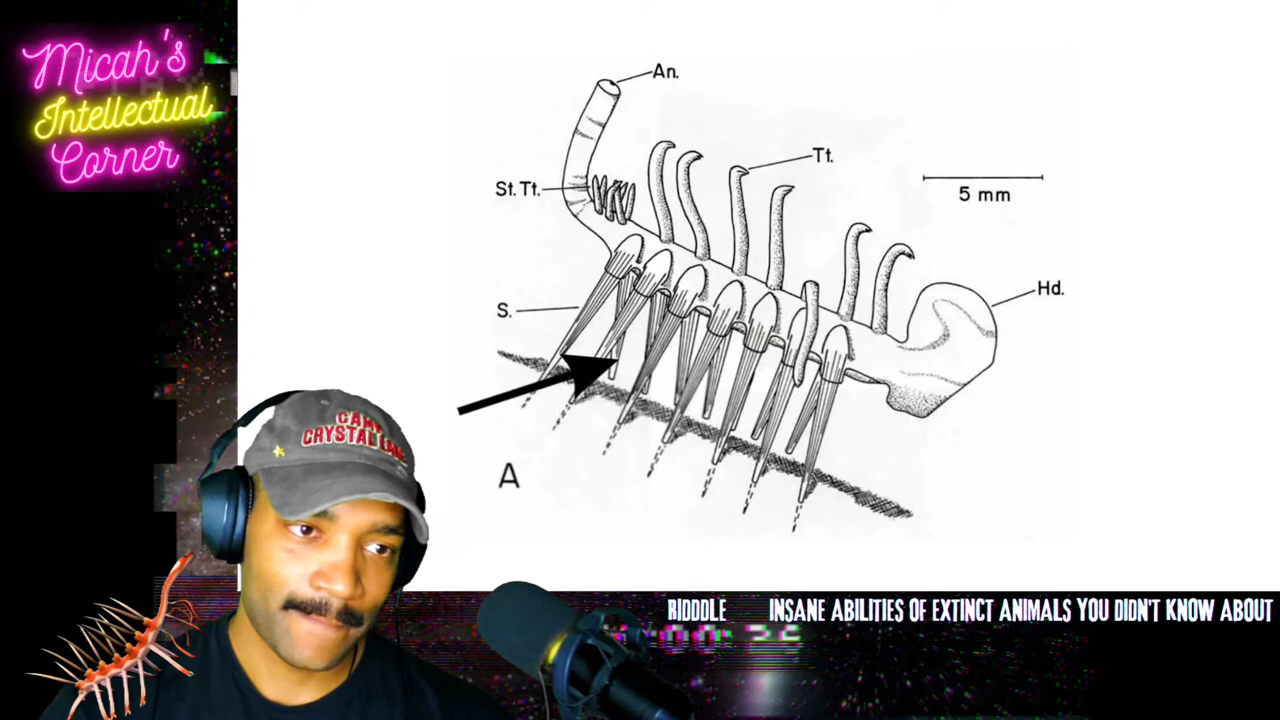 Micah's
Intellectual
Corner
An.
Tt.
St. Tt.
5 mm
Hd.
S.
A
CAMP
CRYSTAL LAKE
RIDDDLE INSANE ABILITIES OF EXTINCT ANIMALS YOU DIDN'T KNOW ABOUT